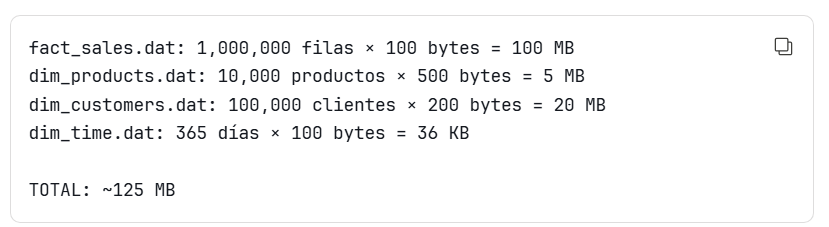 fact_sales.dat: 1,000,000 filas × 100 bytes = 100 MB
dim_products.dat: 10,000 productos × 500 bytes = 5 MB
dim_customers.dat: 100,000 clientes × 200 bytes = 20 MB
dim_time.dat: 365 días × 100 bytes = 36 KB
TOTAL: ~125 MB